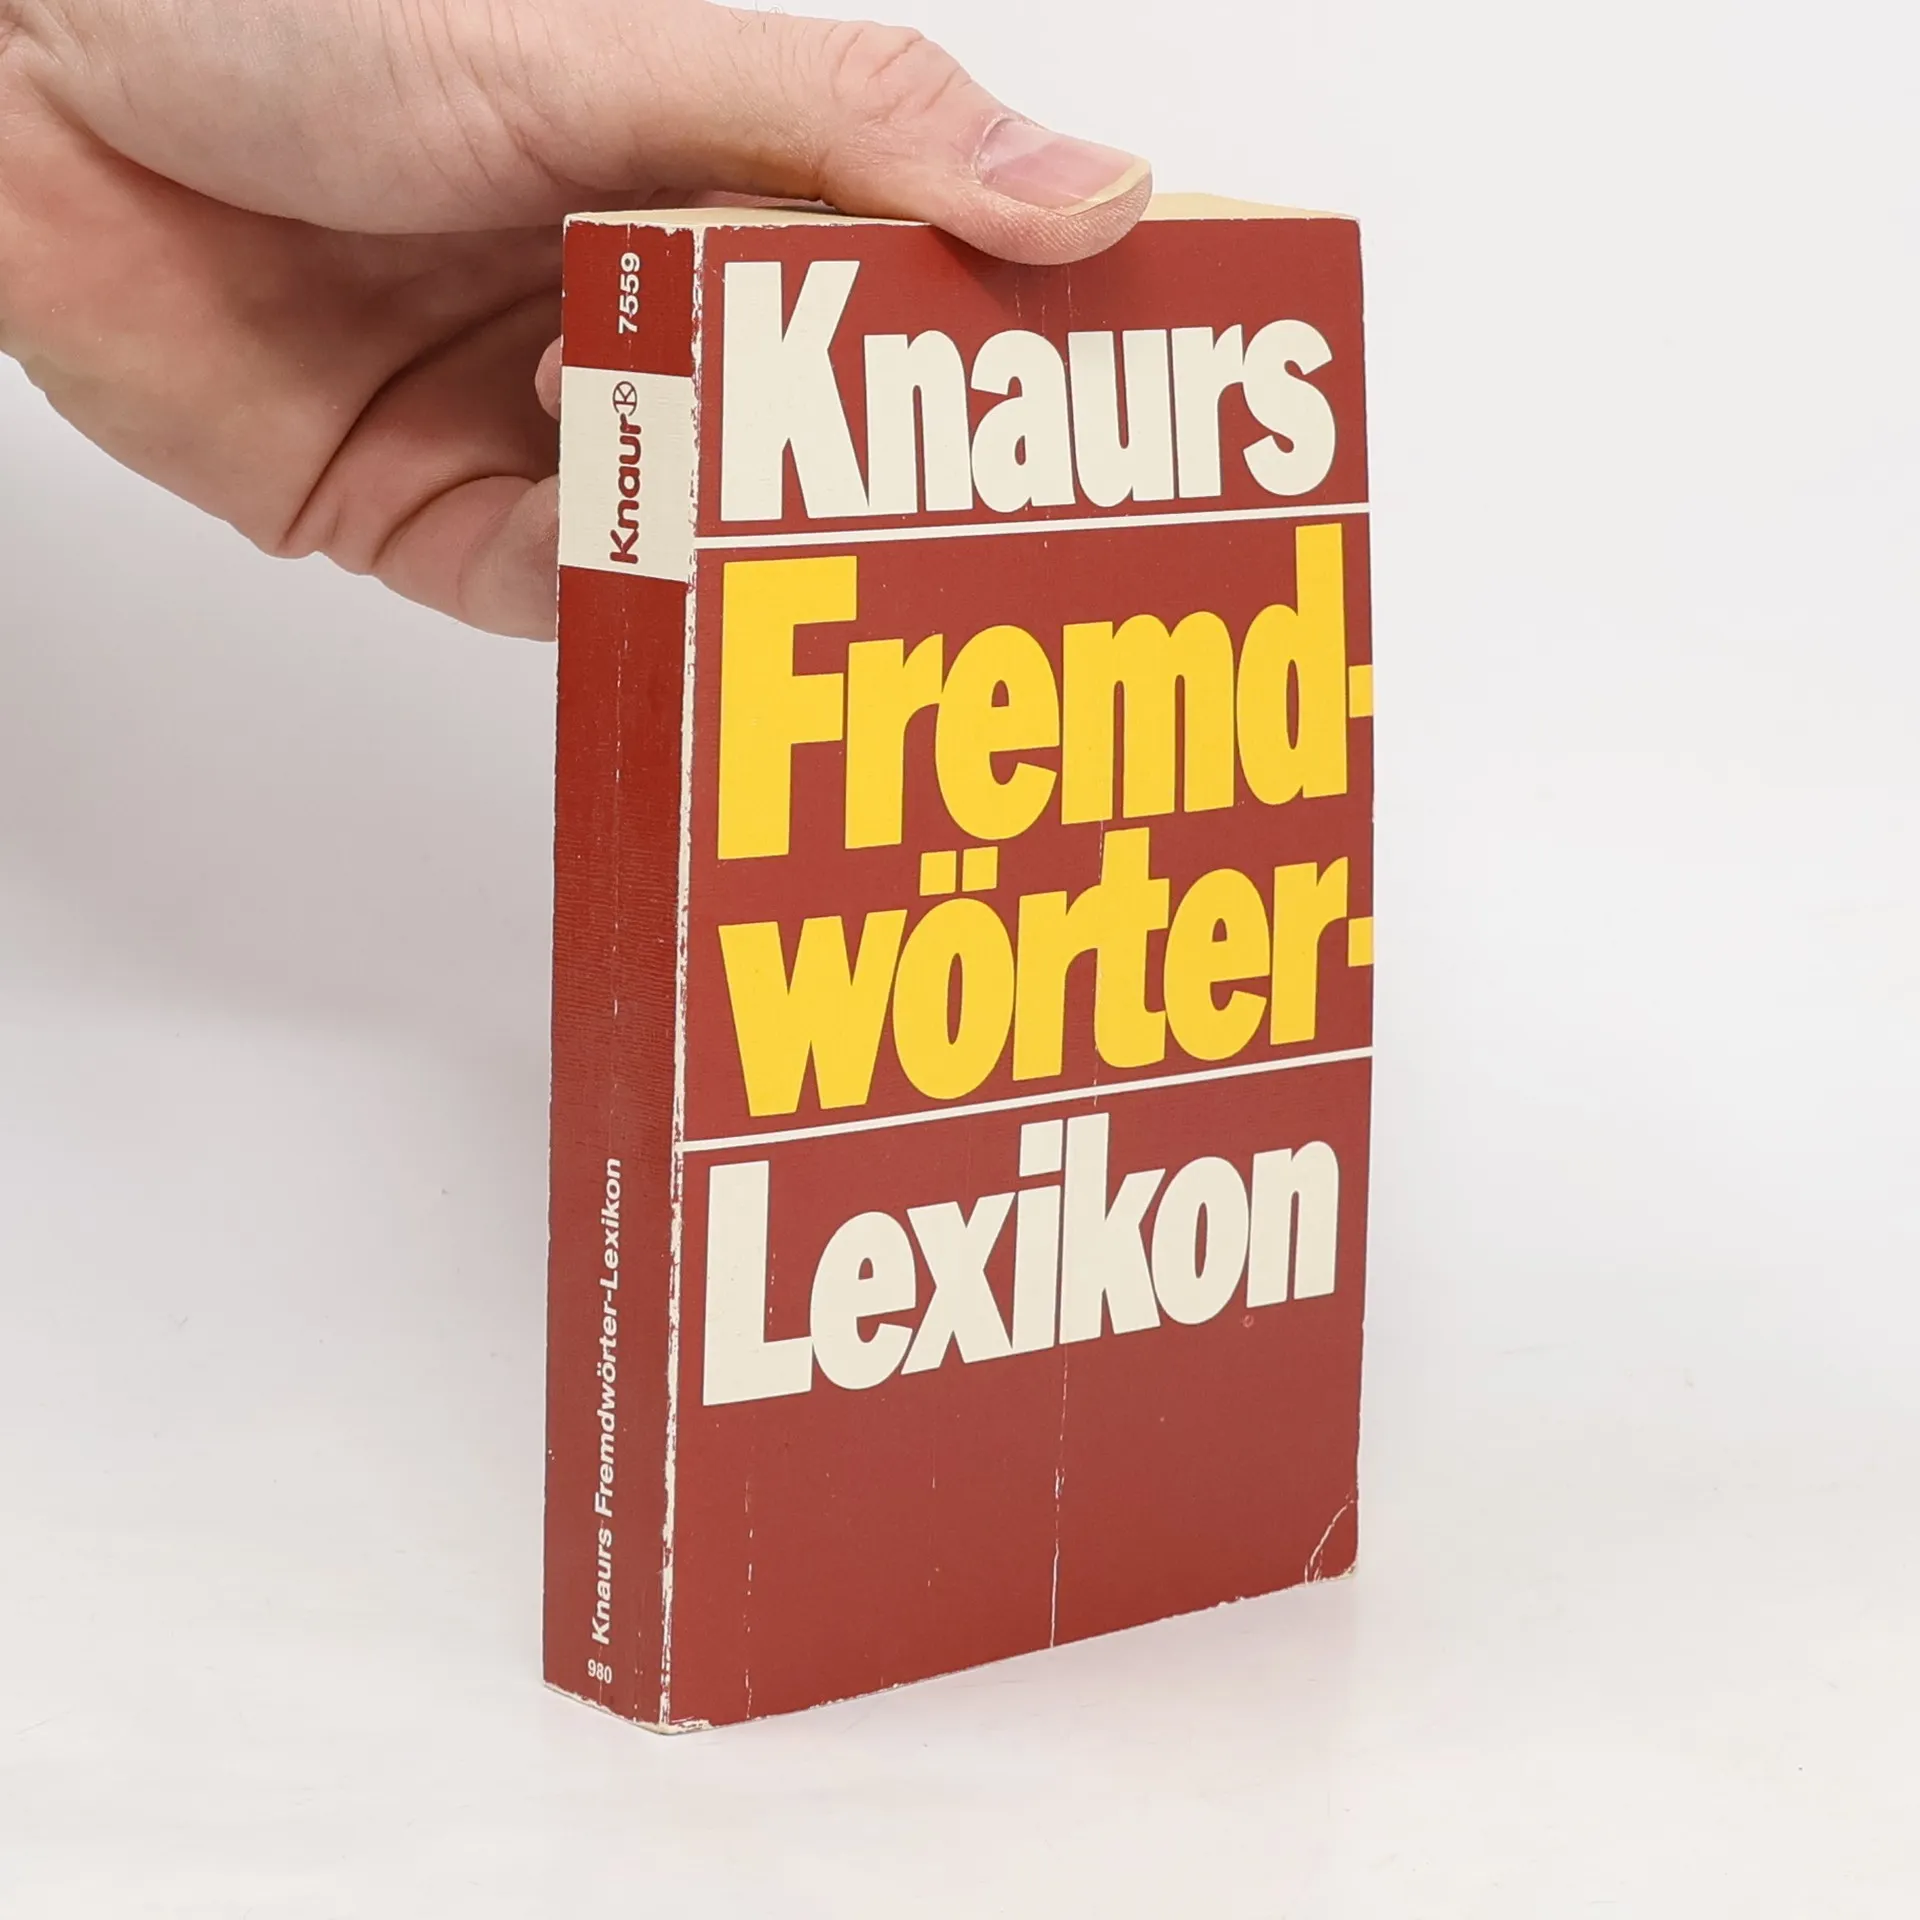 7559
Knaur
Knaurs Fremdwörter-Lexikon
980
Knaurs
Fremd-
wörter-
Lexikon